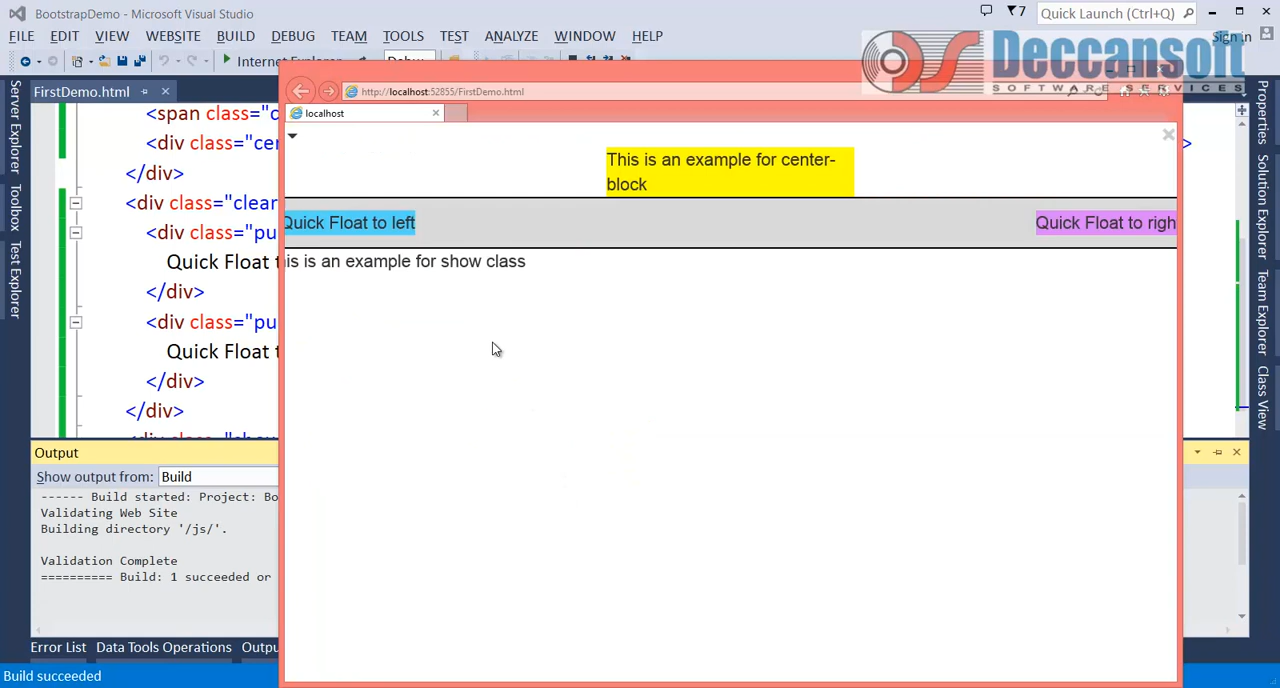 BootstrapDemo - Microsoft Visual Studio
7
Quick Launch (Ctrl+Q)
FILE EDIT VIEW WEBSITE BUILD DEBUG TEAM TOOLS TEST ANALYZE WINDOW HELP
Sign in
Deccansoft
SOFTWARE SERVICES
http://localhost:52855/FirstDemo.html
localhost
FirstDemo.html
<span class="c
<div class="cer
</div>
<div class="clear
<div class="pu
Quick Float t
</div>
<div class="pu
Quick Float t
</div>
</div>
>
This is an example for center-
block
Quick Float to left
Quick Float to righ
his is an example for show class
Server Explorer
Toolbox
Test Explorer
Properties
Solution Explorer
Team Explorer
Class View
Output
Show output from: Build
------ Build started: Project: Bo
Validating Web Site
Building directory '/js/'.
Validation Complete
========== Build: 1 succeeded or
Error List Data Tools Operations Outpu
Build succeeded